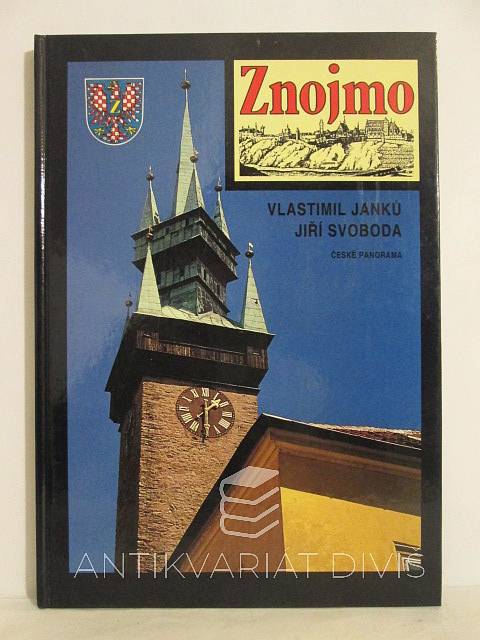 Znojmo
VLASTIMIL JANKŮ
JIŘÍ SVOBODA
ČESKÉ PANORAMA
Z
ANTIKVARIÁT DIVIŠ